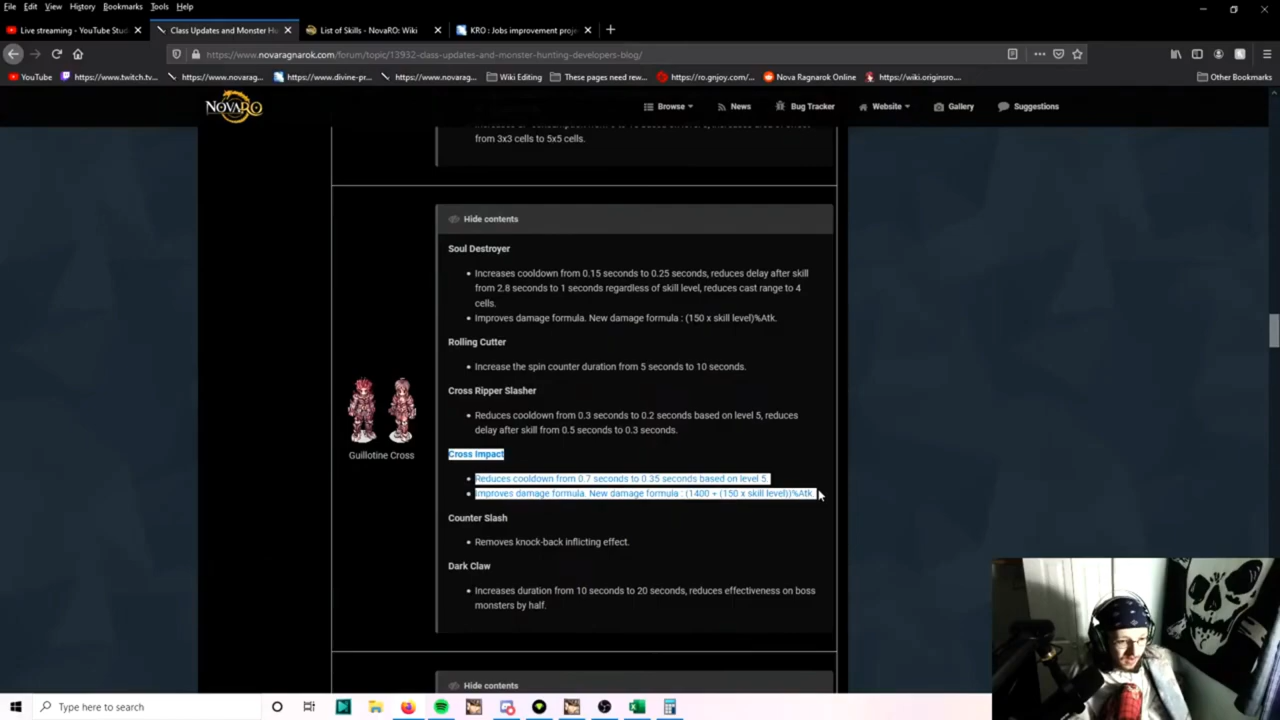 File Edit View History Bookmarks Tools Help
Live streaming - YouTube Stud
Class Updates and Monster Hu
List of Skills - NovaRO: Wiki
KRO : Jobs improvement proje
https://www.novaragnarok.com/forum/topic/13932-class-updates-and-monster-hunting-developers-blog/
YouTube https://www.twitch.tv... https://www.novarag... https://www.divine-pr... https://www.novarag... Wiki Editing These pages need rew... https://ro.gnjoy.com/... Nova Ragnarok Online https://wiki.originsro... Other Bookmarks
NOVARO Browse News Bug Tracker Website Gallery Suggestions
from 3x3 cells to 5x5 cells.
Hide contents
Soul Destroyer
Increases cooldown from 0.15 seconds to 0.25 seconds, reduces delay after skill
from 2.8 seconds to 1 seconds regardless of skill level, reduces cast range to 4
cells.
Improves damage formula. New damage formula : (150 x skill level)%Atk.
Rolling Cutter
Increase the spin counter duration from 5 seconds to 10 seconds.
Cross Ripper Slasher
Reduces cooldown from 0.3 seconds to 0.2 seconds based on level 5, reduces
delay after skill from 0.5 seconds to 0.3 seconds.
Guillotine Cross
Cross Impact
Reduces cooldown from 0.7 seconds to 0.35 seconds based on level 5.
Improves damage formula. New damage formula : (1400 + (150 x skill level))%Atk.
Counter Slash
Removes knock-back inflicting effect.
Dark Claw
Increases duration from 10 seconds to 20 seconds, reduces effectiveness on boss
monsters by half.
Hide contents
Type here to search